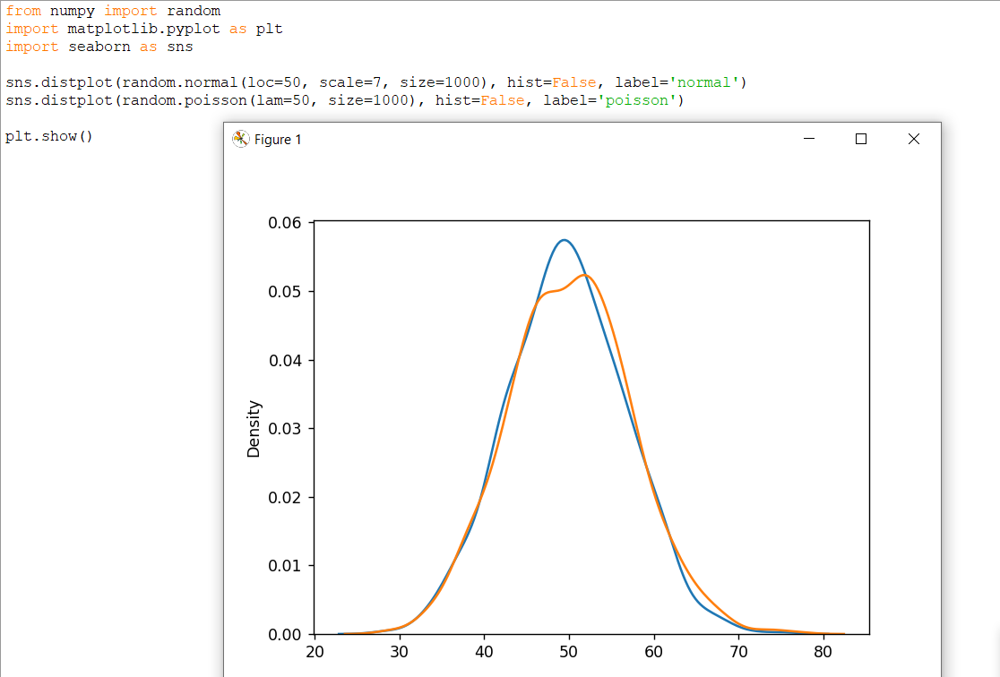 from numpy import random
import matplotlib.pyplot as plt
import seaborn as sns
sns.distplot(random.normal(loc=50, scale=7, size=1000), hist=False, label='normal')
sns.distplot(random.poisson(lam=50, size=1000), hist=False, label='poisson')
plt.show()
Figure 1
0.06
0.05
0.04
0.03
0.02
0.01
0.00
Density
20 30 40 50 60 70 80